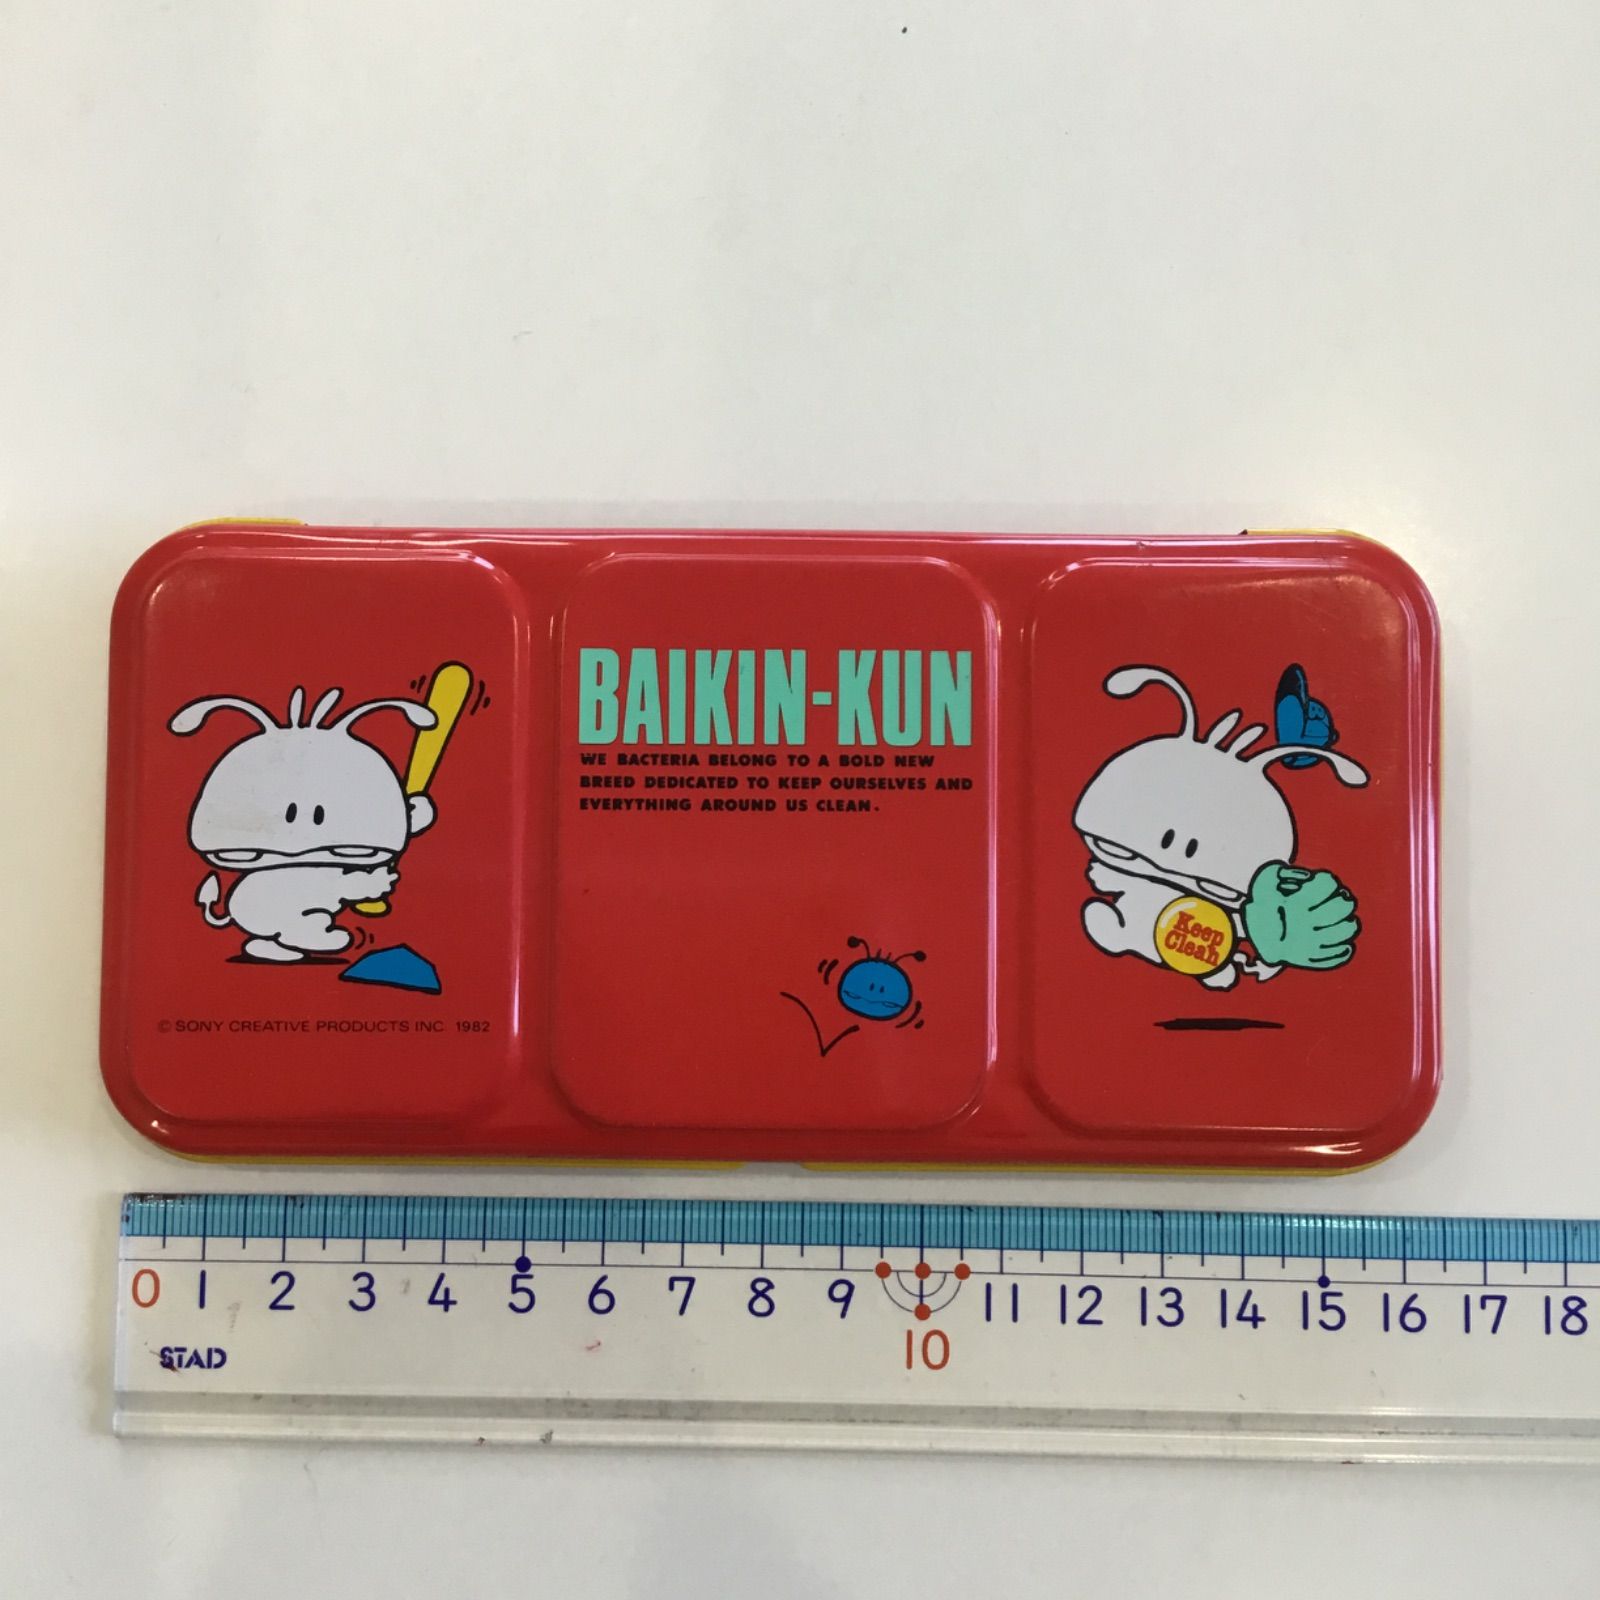 BAIKIN-KUN
WE BACTERIA BELONG TO A BOLD NEW
BREED DEDICATED TO KEEP OURSELVES AND
EVERYTHING AROUND US CLEAN.
Keep
Clean
© SONY CREATIVE PRODUCTS INC. 1982
0 1 2 3 4 5 6 7 8 9 10 11 12 13 14 15 16 17 18
STAD